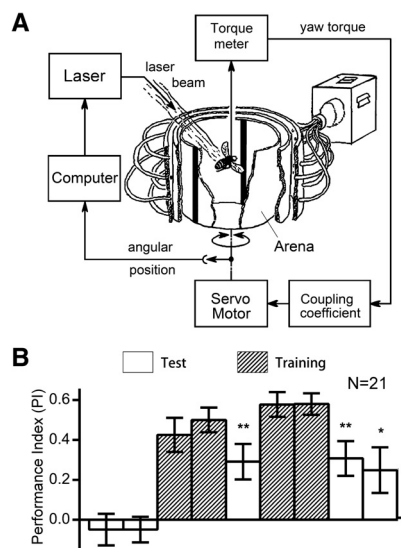 A
Torque
meter
yaw torque
laser
beam
Laser
Computer
Arena
angular
position
Servo
Motor
Coupling
coefficient
B
Test
Training
N=21
Performance Index (PI)
0.6
0.4
0.2
0.0
**
**
*